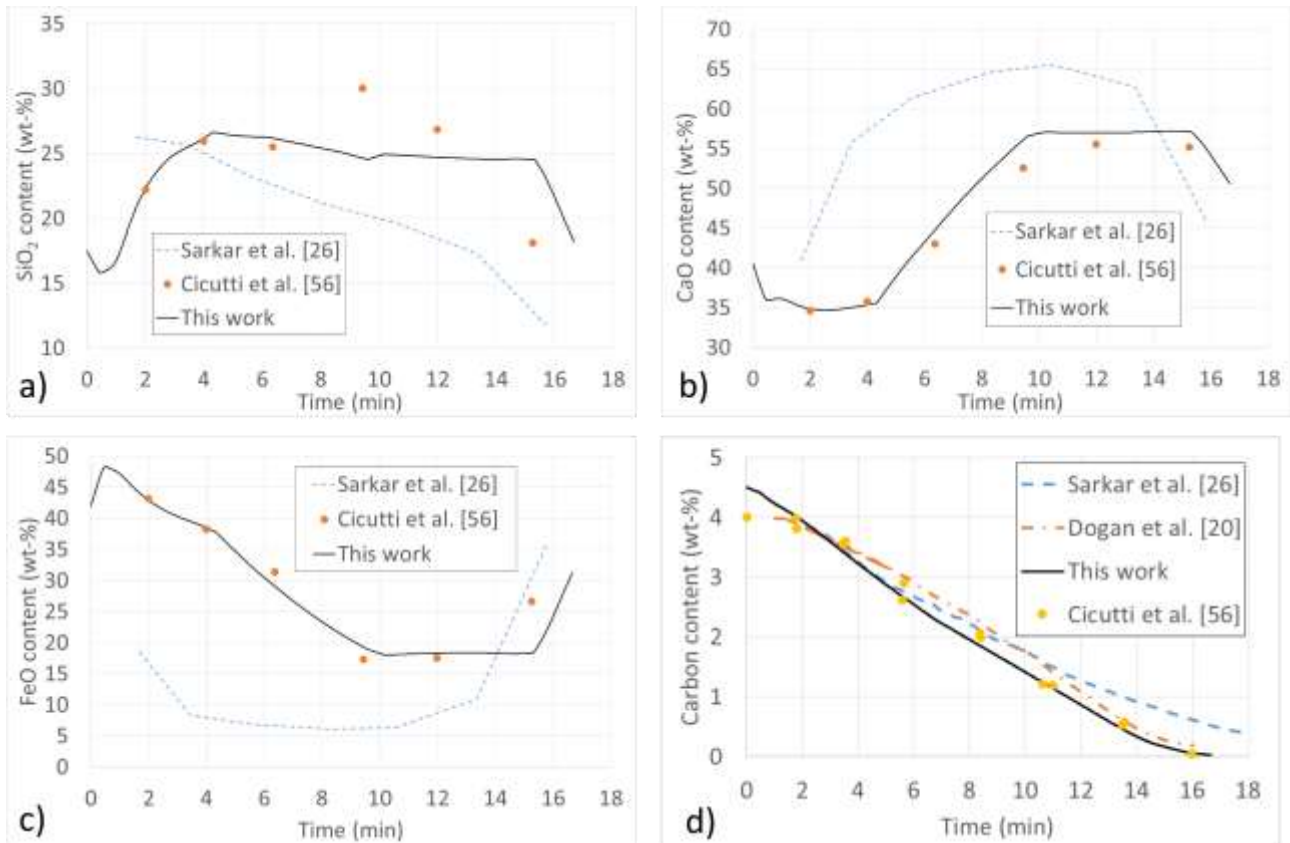 70
65
60
55
50
45
40
35
30
CaO content (wt-%)
Sarkar et al. [26]
Cicutti et al. [56]
This work
0 2 4 6 8 10 12 14 16 18
Time (min)
b)
35
30
25
20
15
10
SiO2 content (wt-%)
Sarkar et al. [26]
Cicutti et al. [56]
This work
0 2 4 6 8 10 12 14 16 18
Time (min)
a)
50
45
40
35
30
25
20
15
10
5
0
FeO content (wt-%)
Sarkar et al. [26]
Cicutti et al. [56]
This work
0 2 4 6 8 10 12 14 16 18
Time (min)
c)
5
4
3
2
1
0
Carbon content (wt-%)
Sarkar et al. [26]
Dogan et al. [20]
This work
Cicutti et al. [56]
0 2 4 6 8 10 12 14 16 18
Time (min)
d)